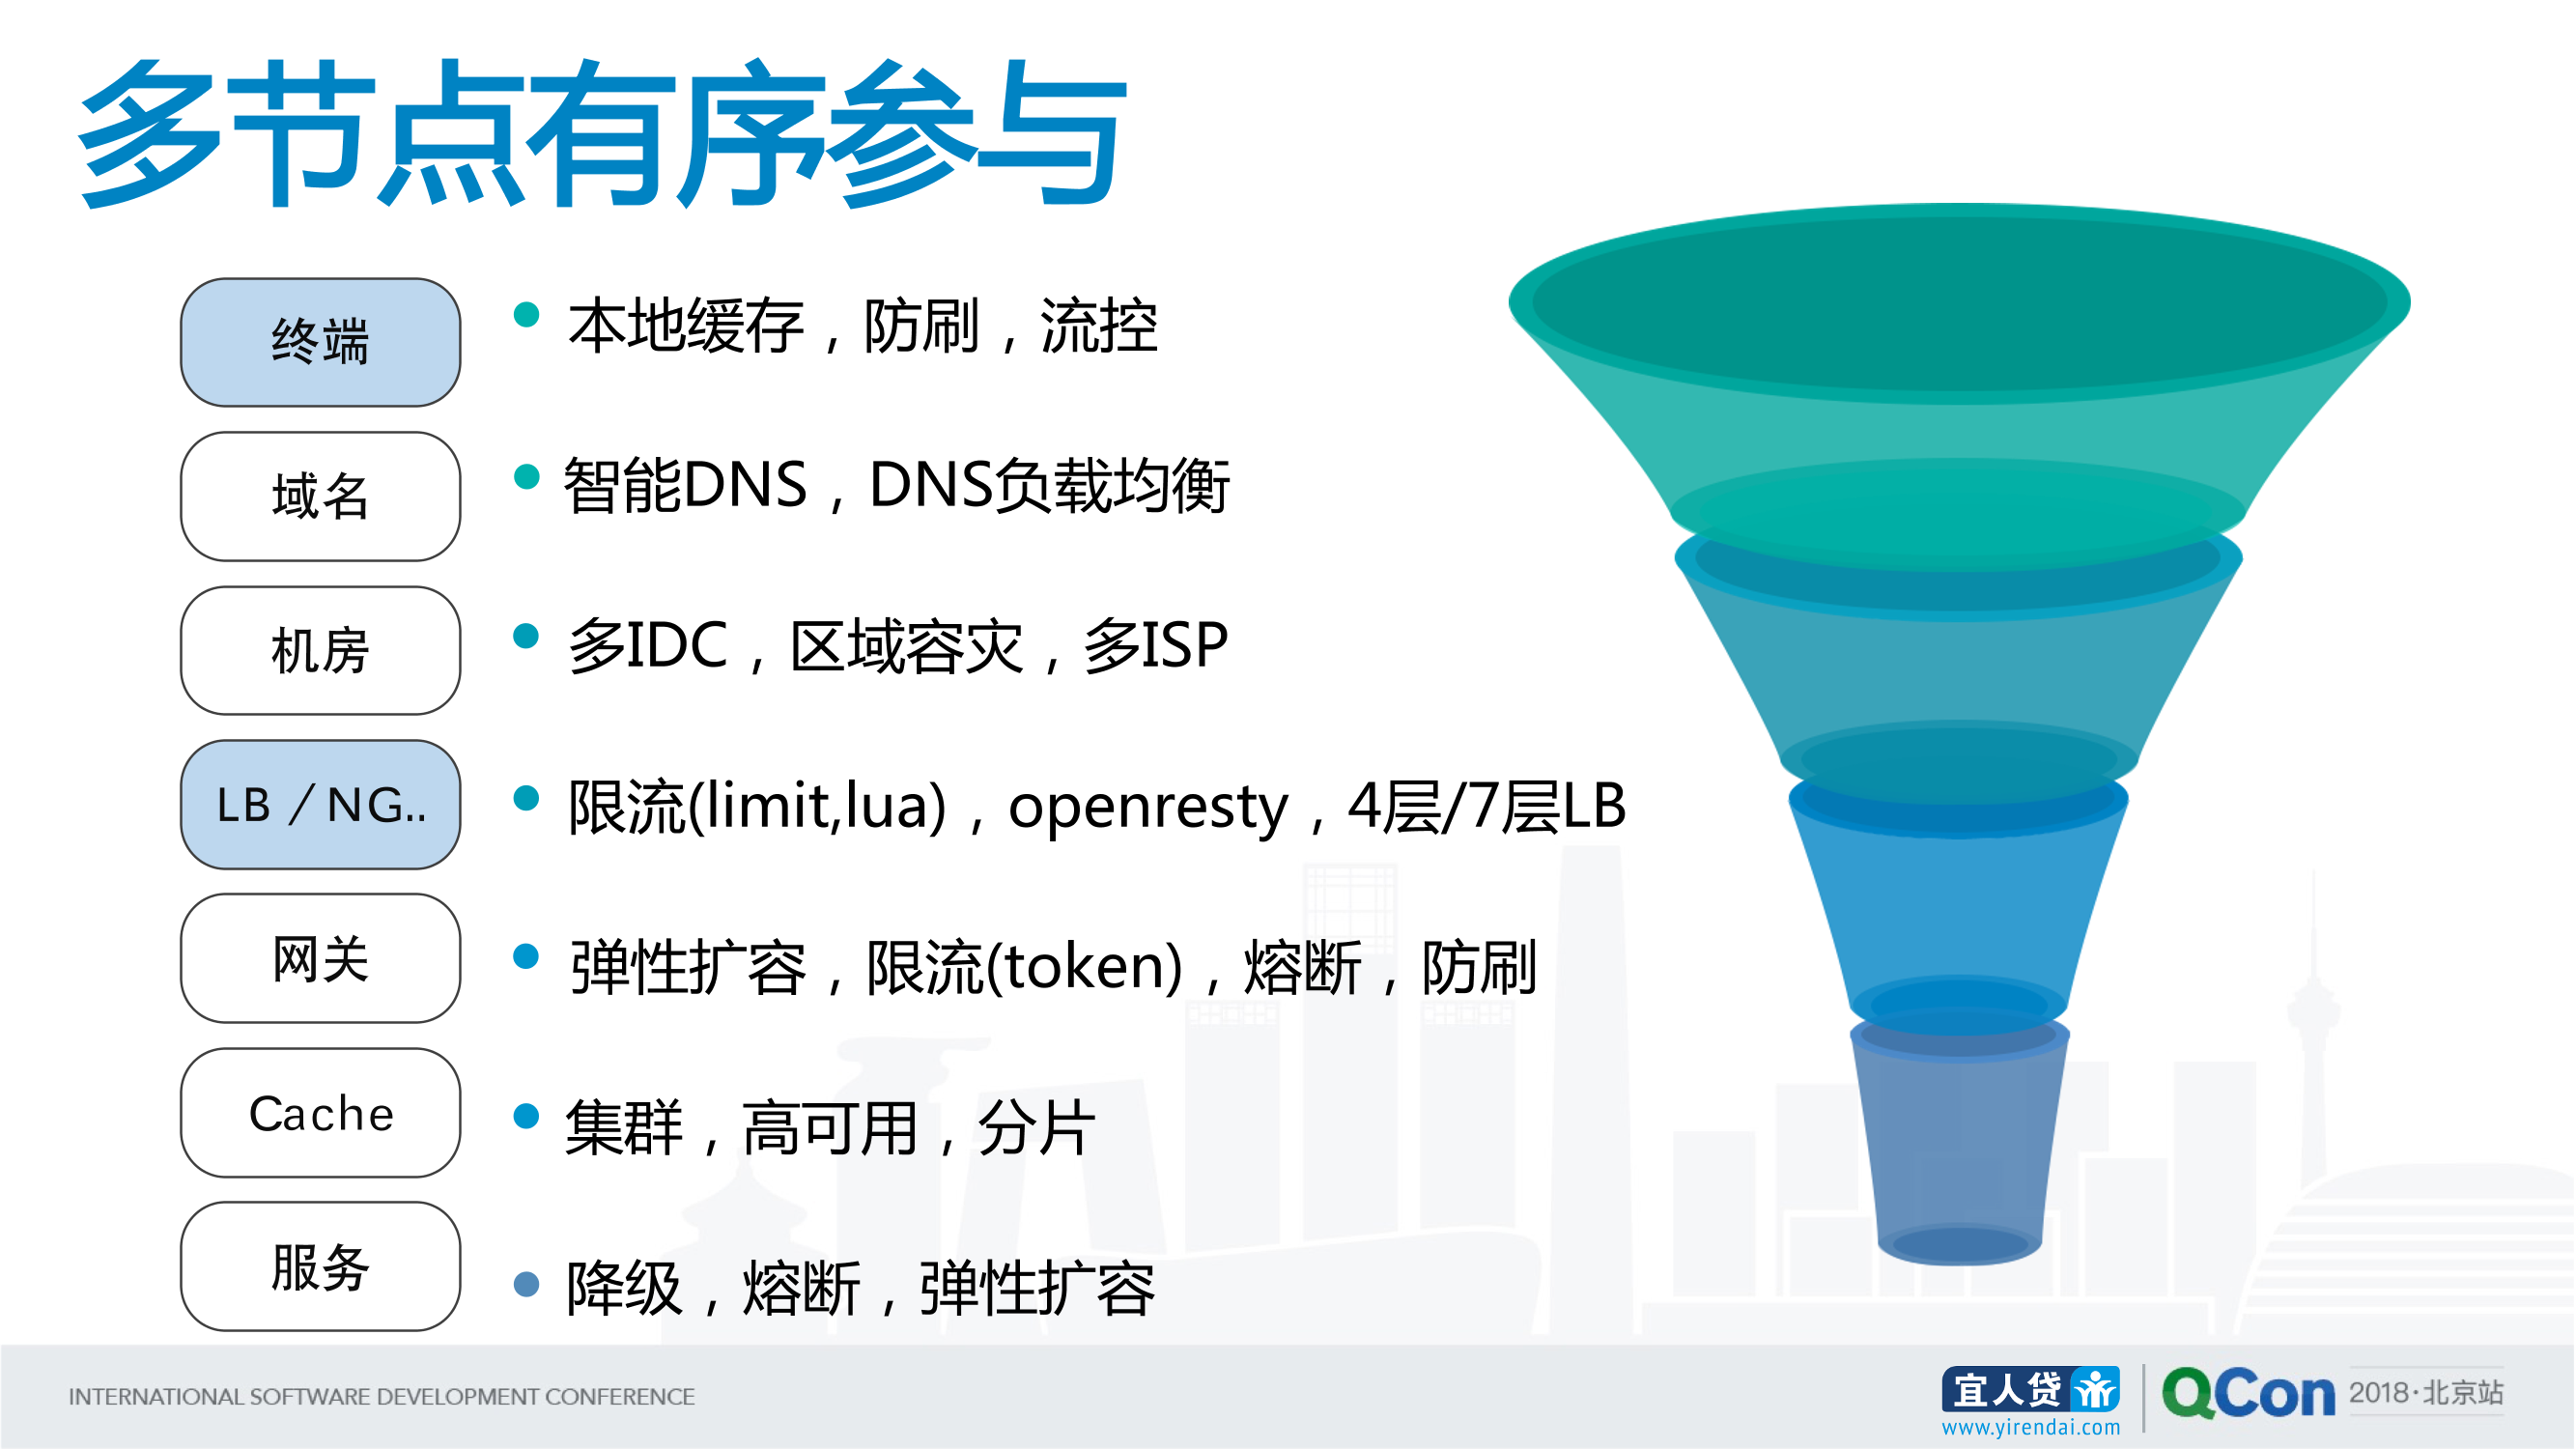 多节点有序参与
终端
本地缓存，防刷，流控
域名
智能DNS，DNS负载均衡
机房
多IDC，区域容灾，多ISP
LB／NG..
限流(limit,lua)，openresty，4层/7层LB
网关
弹性扩容，限流(token)，熔断，防刷
Cache
集群，高可用，分片
服务
降级，熔断，弹性扩容
INTERNATIONAL SOFTWARE DEVELOPMENT CONFERENCE
宜人贷
www.yirendai.com
QCon 2018·北京站